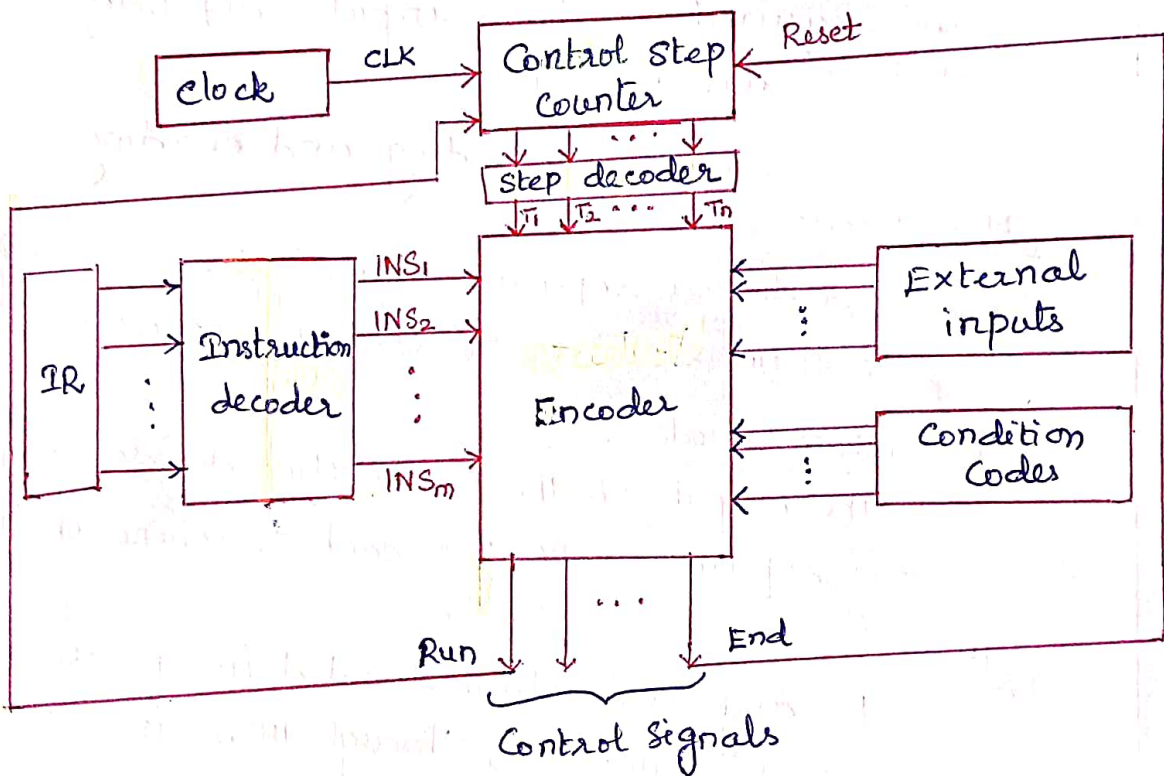 Clock
CLK
Control Step
Counter
Reset
Step decoder
T1 T2 ... Tn
IR
Instruction
decoder
INS1
INS2
INSm
Encoder
External
inputs
Condition
Codes
Run
End
Control Signals